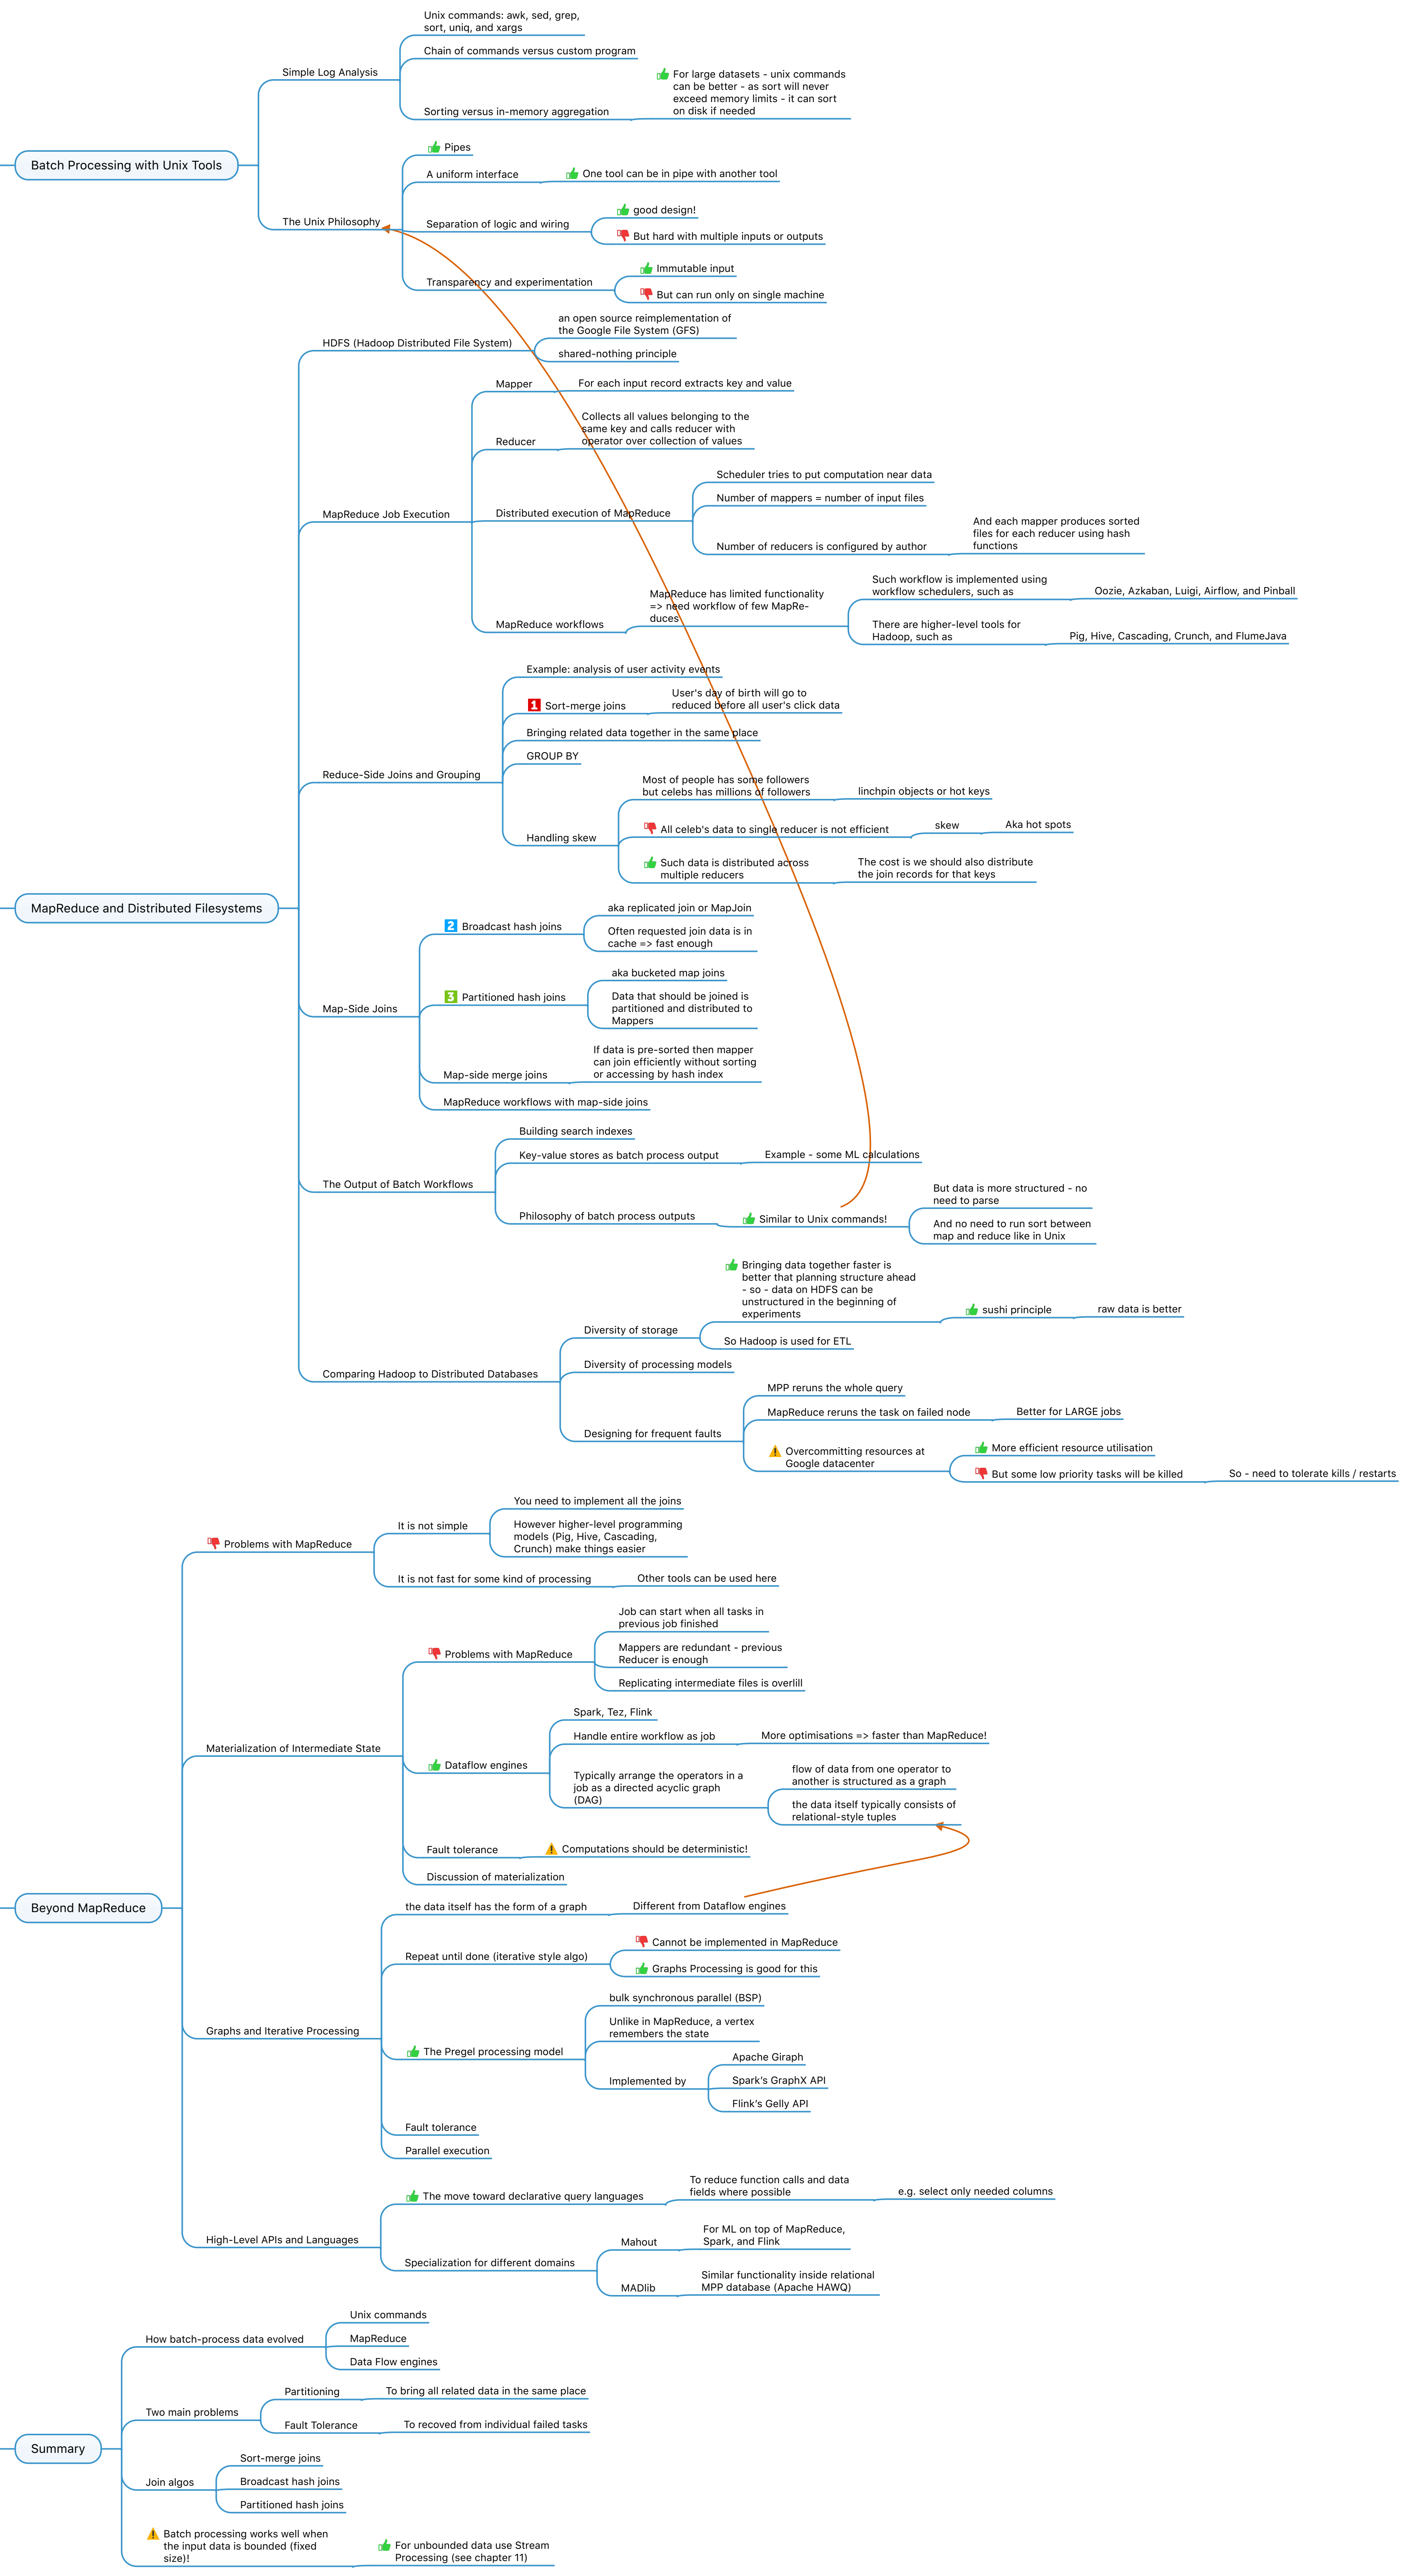 Batch Processing with Unix Tools
Simple Log Analysis
Unix commands: awk, sed, grep,
sort, uniq, and xargs
Chain of commands versus custom program
Sorting versus in-memory aggregation
For large datasets - unix commands
can be better - as sort will never
exceed memory limits - it can sort
on disk if needed
The Unix Philosophy
Pipes
A uniform interface
One tool can be in pipe with another tool
Separation of logic and wiring
good design!
But hard with multiple inputs or outputs
Transparency and experimentation
Immutable input
But can run only on single machine
MapReduce and Distributed Filesystems
HDFS (Hadoop Distributed File System)
an open source reimplementation of
the Google File System (GFS)
shared-nothing principle
MapReduce Job Execution
Mapper
For each input record extracts key and value
Reducer
Collects all values belonging to the
same key and calls reducer with
operator over collection of values
Distributed execution of MapReduce
Scheduler tries to put computation near data
Number of mappers = number of input files
Number of reducers is configured by author
And each mapper produces sorted
files for each reducer using hash
functions
MapReduce workflows
MapReduce has limited functionality
=> need workflow of few MapRe-
duces
Such workflow is implemented using
workflow schedulers, such as
Oozie, Azkaban, Luigi, Airflow, and Pinball
There are higher-level tools for
Hadoop, such as
Pig, Hive, Cascading, Crunch, and FlumeJava
Reduce-Side Joins and Grouping
Example: analysis of user activity events
1 Sort-merge joins
User's day of birth will go to
reduced before all user's click data
Bringing related data together in the same place
GROUP BY
Handling skew
Most of people has some followers
but celebs has millions of followers
linchpin objects or hot keys
All celeb's data to single reducer is not efficient
skew
Aka hot spots
Such data is distributed across
multiple reducers
The cost is we should also distribute
the join records for that keys
Map-Side Joins
2 Broadcast hash joins
aka replicated join or MapJoin
Often requested join data is in
cache => fast enough
3 Partitioned hash joins
aka bucketed map joins
Data that should be joined is
partitioned and distributed to
Mappers
Map-side merge joins
If data is pre-sorted then mapper
can join efficiently without sorting
or accessing by hash index
MapReduce workflows with map-side joins
The Output of Batch Workflows
Building search indexes
Key-value stores as batch process output
Example - some ML calculations
Philosophy of batch process outputs
Similar to Unix commands!
But data is more structured - no
need to parse
And no need to run sort between
map and reduce like in Unix
Comparing Hadoop to Distributed Databases
Diversity of storage
Bringing data together faster is
better that planning structure ahead
- so - data on HDFS can be
unstructured in the beginning of
experiments
sushi principle
raw data is better
So Hadoop is used for ETL
Diversity of processing models
Designing for frequent faults
MPP reruns the whole query
MapReduce reruns the task on failed node
Better for LARGE jobs
Overcommitting resources at
Google datacenter
More efficient resource utilisation
But some low priority tasks will be killed
So - need to tolerate kills / restarts
Beyond MapReduce
Problems with MapReduce
It is not simple
You need to implement all the joins
However higher-level programming
models (Pig, Hive, Cascading,
Crunch) make things easier
It is not fast for some kind of processing
Other tools can be used here
Materialization of Intermediate State
Problems with MapReduce
Job can start when all tasks in
previous job finished
Mappers are redundant - previous
Reducer is enough
Replicating intermediate files is overlill
Dataflow engines
Spark, Tez, Flink
Handle entire workflow as job
More optimisations => faster than MapReduce!
Typically arrange the operators in a
job as a directed acyclic graph
(DAG)
flow of data from one operator to
another is structured as a graph
the data itself typically consists of
relational-style tuples
Fault tolerance
Computations should be deterministic!
Discussion of materialization
Graphs and Iterative Processing
the data itself has the form of a graph
Different from Dataflow engines
Repeat until done (iterative style algo)
Cannot be implemented in MapReduce
Graphs Processing is good for this
The Pregel processing model
bulk synchronous parallel (BSP)
Unlike in MapReduce, a vertex
remembers the state
Implemented by
Apache Giraph
Spark's GraphX API
Flink's Gelly API
Fault tolerance
Parallel execution
High-Level APIs and Languages
The move toward declarative query languages
To reduce function calls and data
fields where possible
e.g. select only needed columns
Specialization for different domains
Mahout
For ML on top of MapReduce,
Spark, and Flink
MADlib
Similar functionality inside relational
MPP database (Apache HAWQ)
Summary
How batch-process data evolved
Unix commands
MapReduce
Data Flow engines
Two main problems
Partitioning
To bring all related data in the same place
Fault Tolerance
To recoved from individual failed tasks
Join algos
Sort-merge joins
Broadcast hash joins
Partitioned hash joins
Batch processing works well when
the input data is bounded (fixed
size)!
For unbounded data use Stream
Processing (see chapter 11)